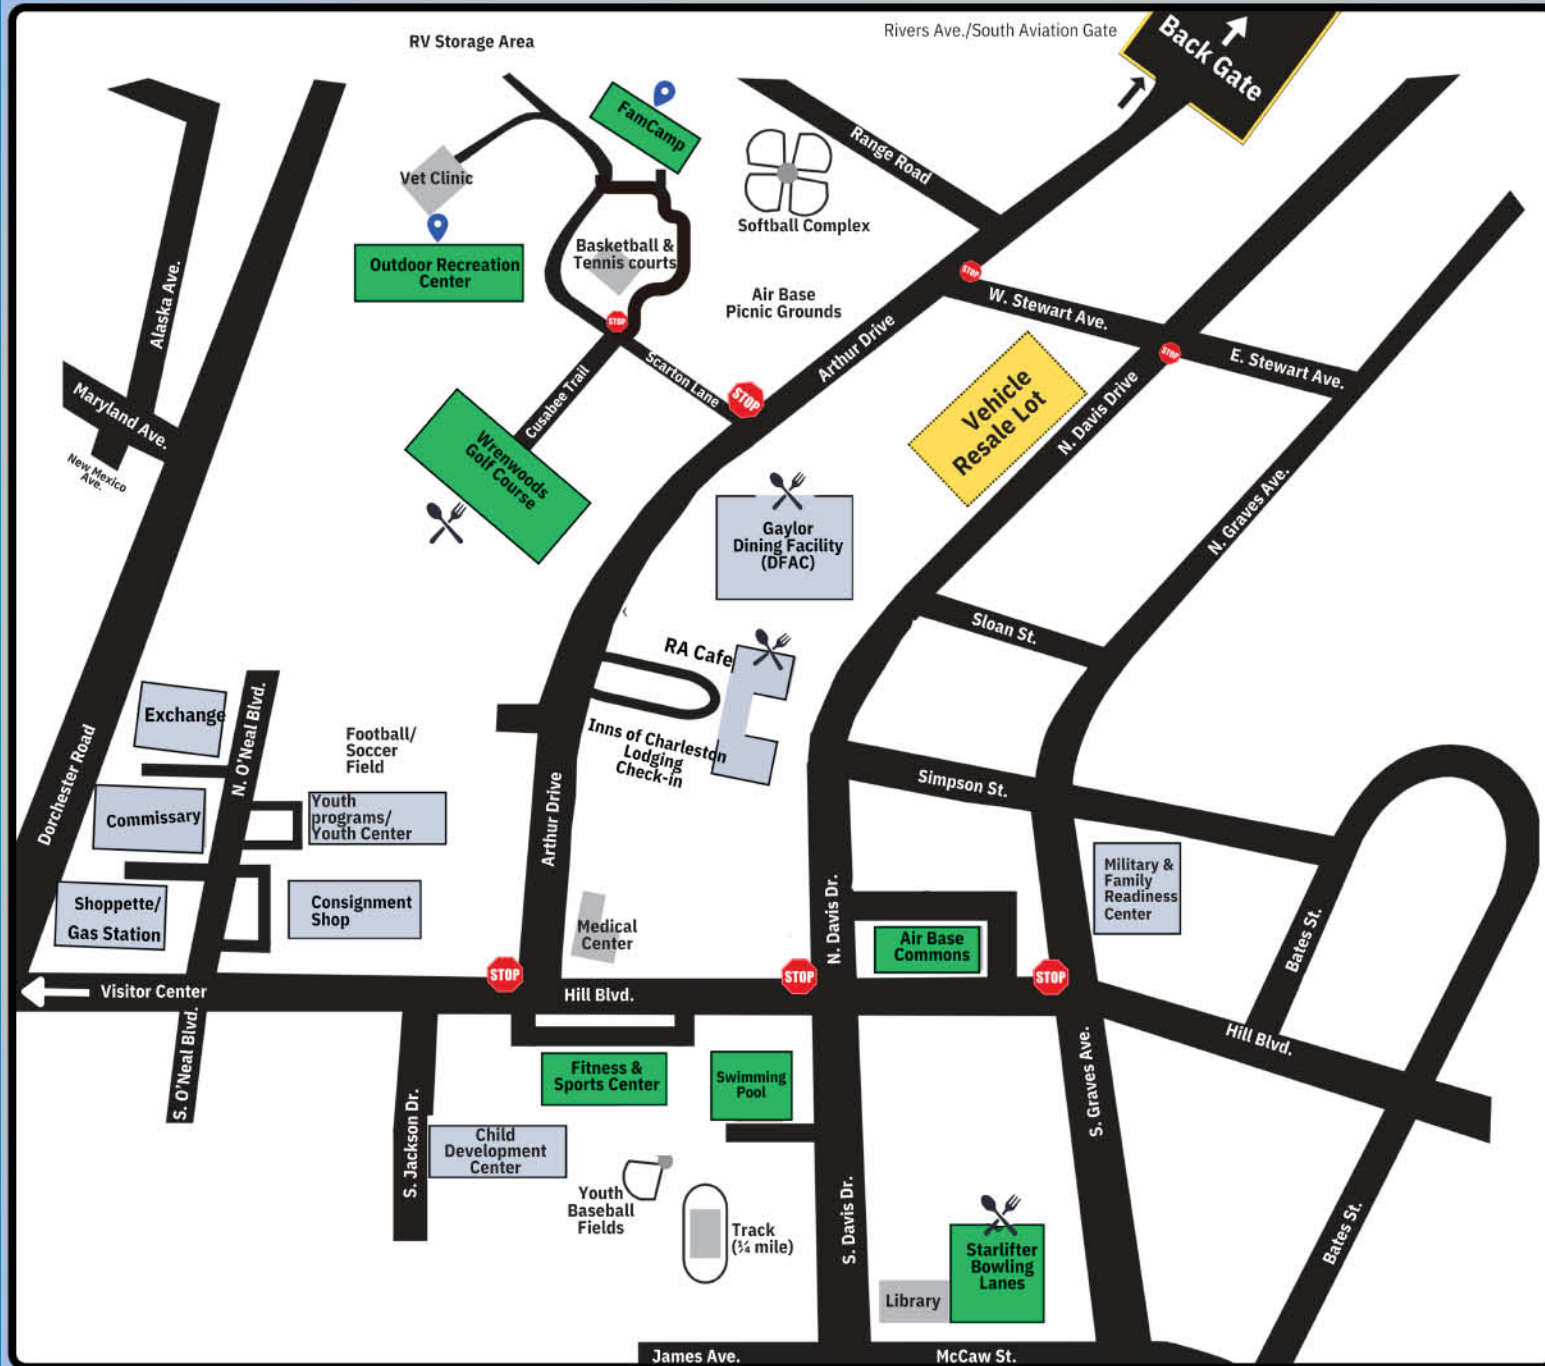 RV Storage Area
Rivers Ave./South Aviation Gate
Back Gate
FamCamp
Range Road
Vet Clinic
Softball Complex
Outdoor Recreation
Center
Basketball &
Tennis courts
Air Base
Picnic Grounds
STOP
W. Stewart Ave.
STOP
E. Stewart Ave.
Alaska Ave.
STOP
Scarton Lane
STOP
Arthur Drive
Maryland Ave.
New Mexico
Ave.
Cusabee Trail
Wrenwoods
Golf Course
Vehicle
Resale Lot
N. Davis Drive
N. Graves Ave.
Gaylor
Dining Facility
(DFAC)
Sloan St.
RA Cafe
Inns of Charleston
Lodging
Check-in
Exchange
N. O'Neal Blvd.
Football/
Soccer
Field
Dorchester Road
Commissary
Youth
programs/
Youth Center
Arthur Drive
Simpson St.
Shoppette/
Gas Station
Consignment
Shop
Medical
Center
N. Davis Dr.
Air Base
Commons
Military &
Family
Readiness
Center
Bates St.
STOP
STOP
STOP
Visitor Center
Hill Blvd.
Hill Blvd.
S. O'Neal Blvd.
S. Jackson Dr.
Fitness &
Sports Center
Swimming
Pool
S. Graves Ave.
Child
Development
Center
Youth
Baseball
Fields
Track
(¼ mile)
S. Davis Dr.
Starlifter
Bowling
Lanes
Library
Bates St.
James Ave.
McCaw St.